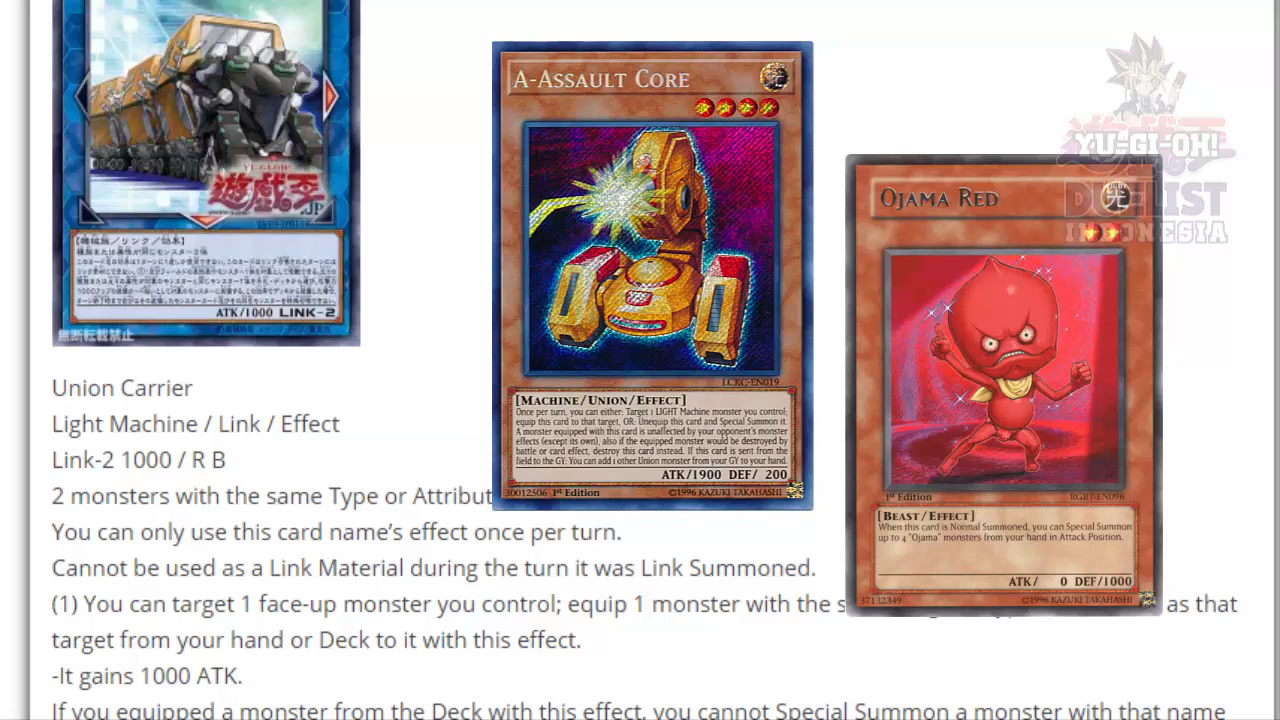 遊戯王
.JP
[機械族/リンク/効果]
ATK/1000 LINK-2
無断転載禁止
A-Assault Core
光
LCKC-EN019
[Machine/Union/Effect]
Once per turn, you can either: Target 1 LIGHT Machine monster you control;
equip this card to that target, OR: Unequip this card and Special Summon it.
A monster equipped with this card is unaffected by your opponent's monster
effects (except its own), also if the equipped monster would be destroyed by
battle or card effect, destroy this card instead. If this card is sent from the
field to the GY: You can add 1 other Union monster from your GY to your hand.
ATK/1900 DEF/ 200
30012506 1st Edition ©1996 KAZUKI TAKAHASHI
Ojama Red
LIGHT
光
1st Edition RGBT-EN096
[Beast/Effect]
When this card is Normal Summoned, you can Special Summon
up to 4 "Ojama" monsters from your hand in Attack Position.
ATK/ 0 DEF/1000
37132349 ©1996 KAZUKI TAKAHASHI
YU-GI-OH!
DUELIST
INDONESIA
Union Carrier
Light Machine / Link / Effect
Link-2 1000 / R B
2 monsters with the same Type or Attribut
You can only use this card name's effect once per turn.
Cannot be used as a Link Material during the turn it was Link Summoned.
(1) You can target 1 face-up monster you control; equip 1 monster with the s as that
target from your hand or Deck to it with this effect.
-It gains 1000 ATK.
If you equipped a monster from the Deck with this effect, you cannot Special Summon a monster with that name